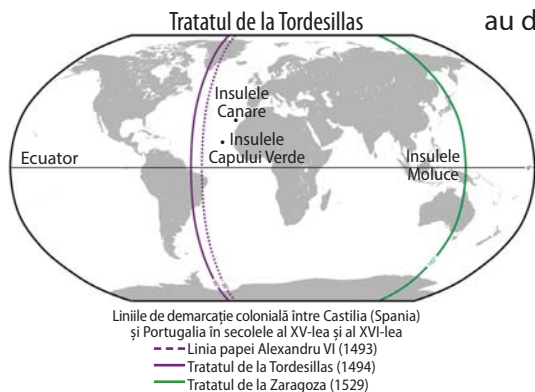 Tratatul de la Tordesillas
au d
Insulele
Canare
Insulele
Capului Verde
Ecuator
Insulele
Moluce
Liniile de demarcație colonială între Castilia (Spania)
și Portugalia în secolele al XV-lea și al XVI-lea
Linia papei Alexandru VI (1493)
Tratatul de la Tordesillas (1494)
Tratatul de la Zaragoza (1529)